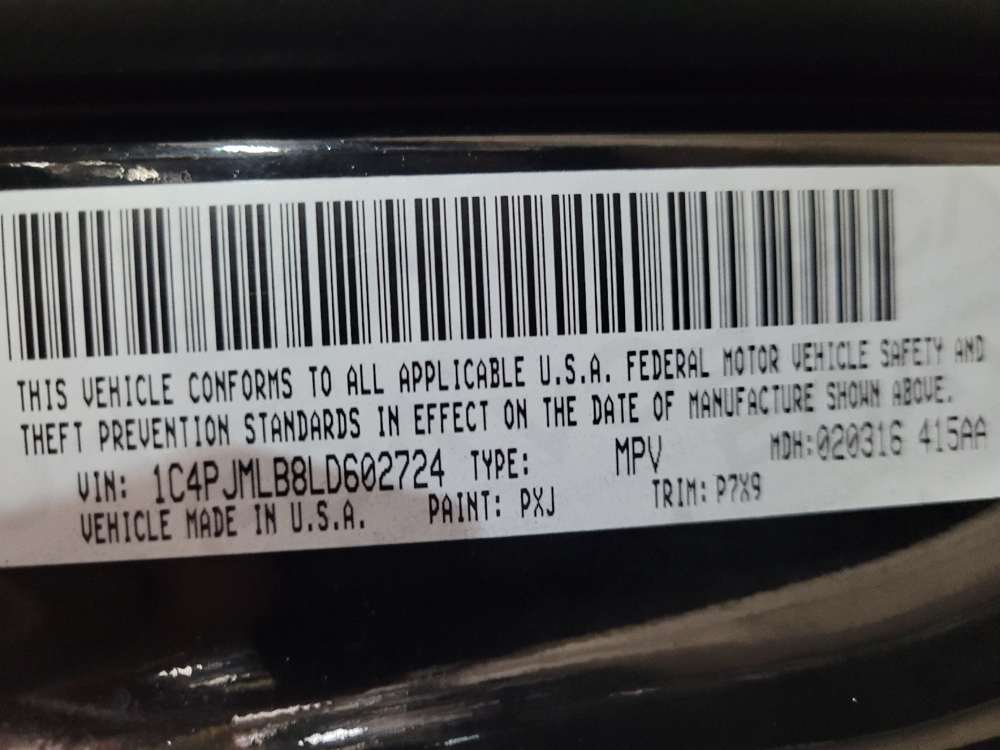 THIS VEHICLE CONFORMS TO ALL APPLICABLE U.S.A. FEDERAL MOTOR VEHICLE SAFETY AND
THEFT PREVENTION STANDARDS IN EFFECT ON THE DATE OF MANUFACTURE SHOWN ABOVE.
VIN: 1C4PJMLB8LD602724 TYPE: MPV MDH:020316 415AA
VEHICLE MADE IN U.S.A. PAINT: PXJ TRIM: P7X9